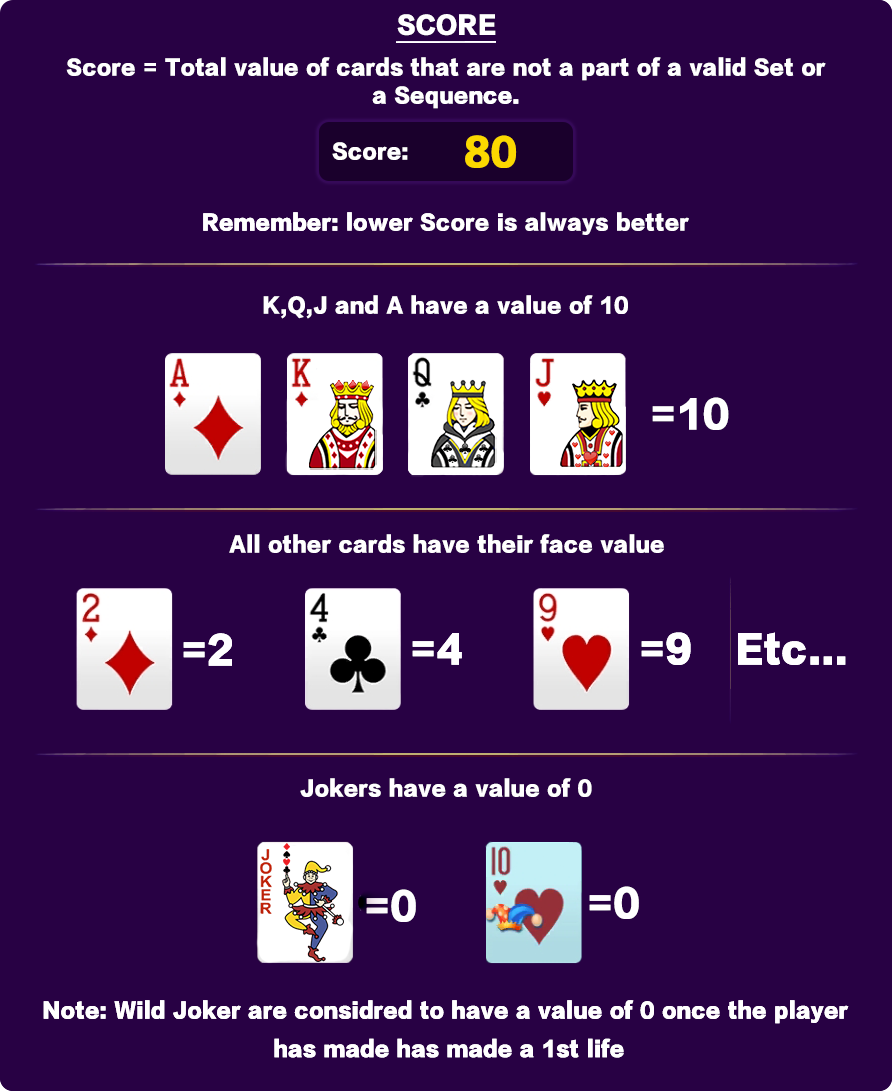 SCORE
Score = Total value of cards that are not a part of a valid Set or
a Sequence.
Score: 80
Remember: lower Score is always better
K,Q,J and A have a value of 10
A K Q J =10
All other cards have their face value
2 =2 4 =4 9 =9 Etc...
Jokers have a value of 0
JOKER =0 10 =0
Note: Wild Joker are considred to have a value of 0 once the player
has made has made a 1st life